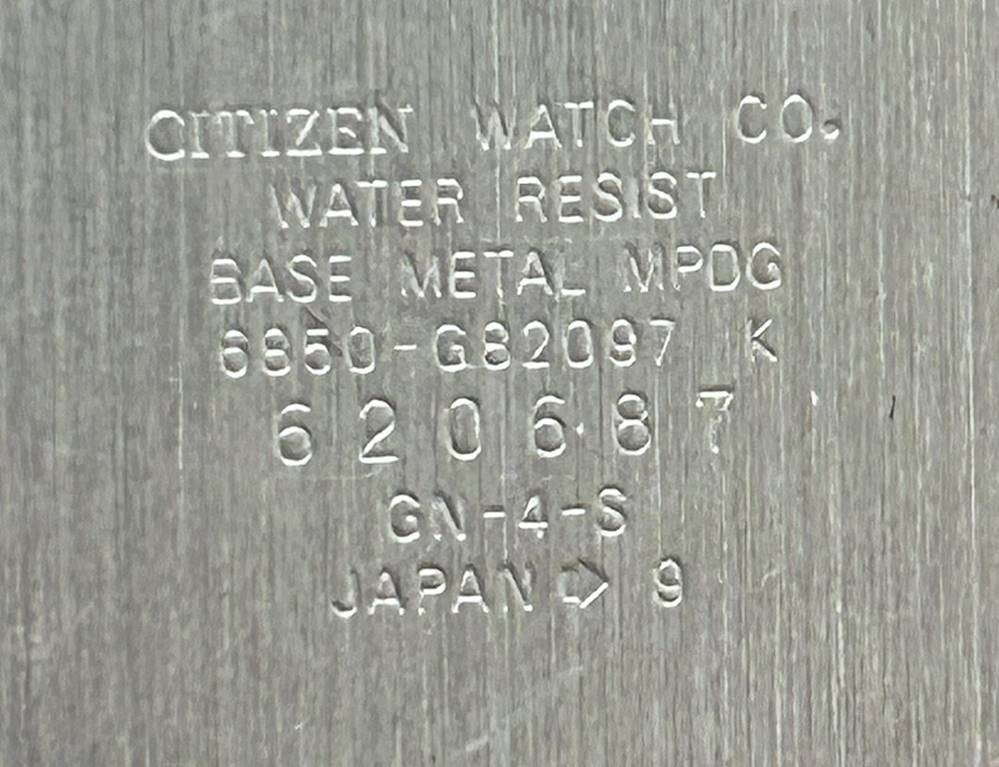 CITIZEN WATCH CO.
WATER RESIST
BASE METAL MPDG
6850-G82097 K
620687
GN-4-S
JAPAN 9